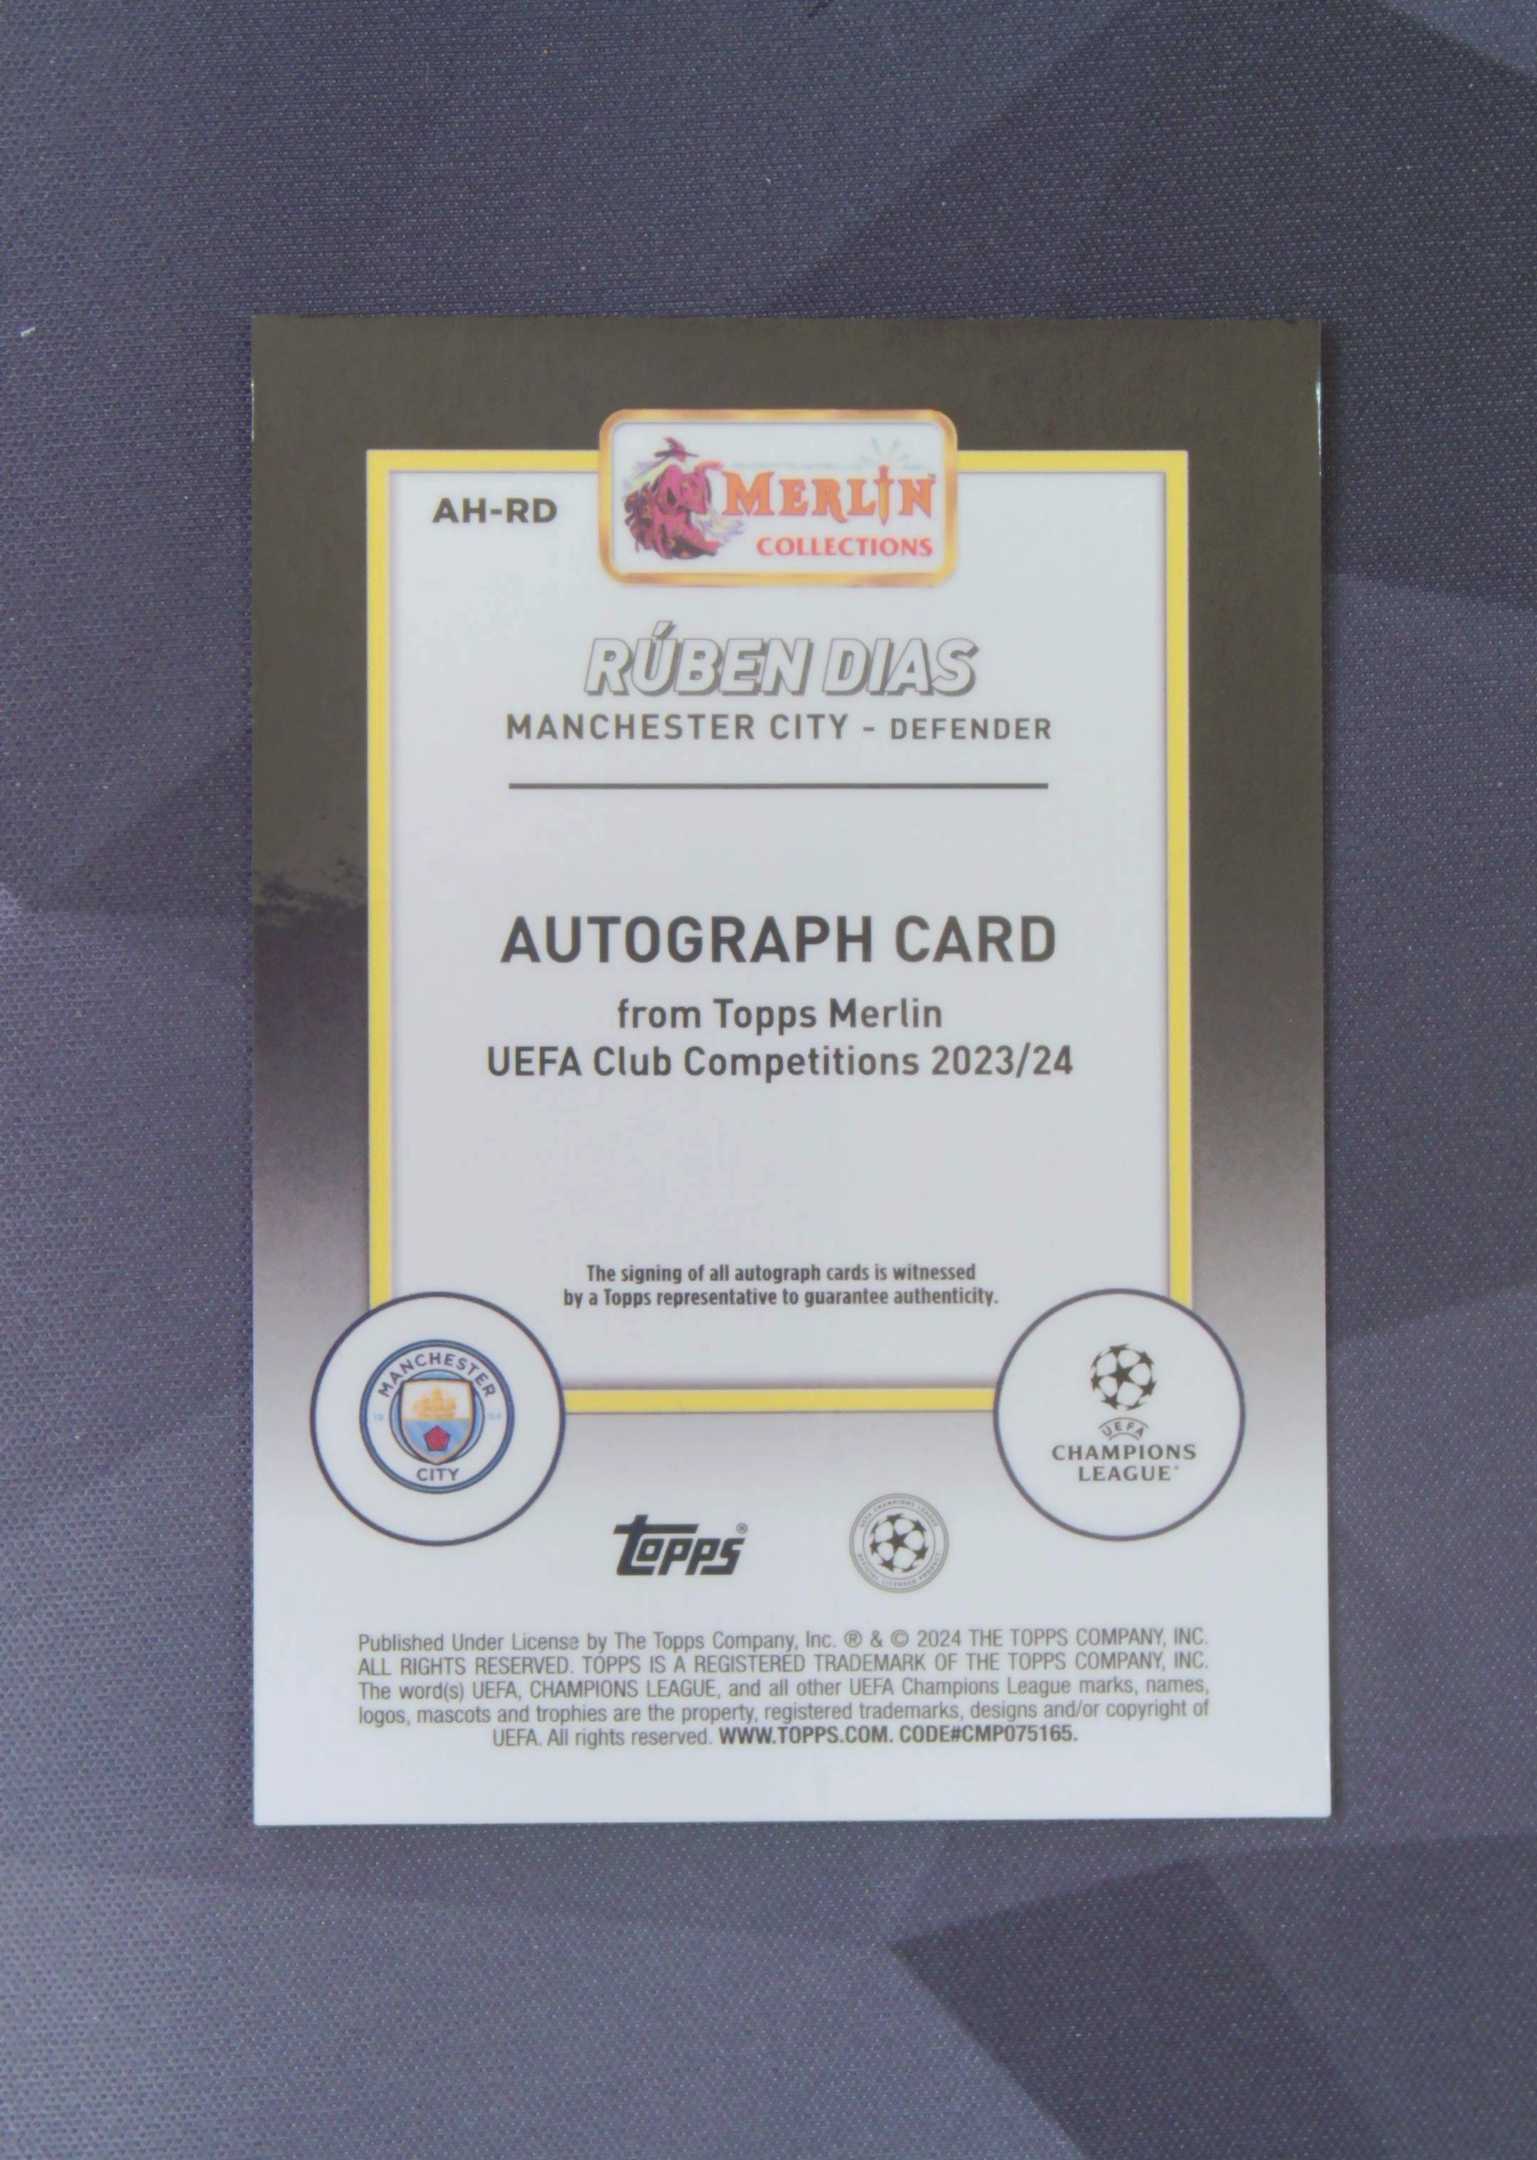 AH-RD
MERLIN
COLLECTIONS
RÚBEN DIAS
MANCHESTER CITY - DEFENDER
AUTOGRAPH CARD
from Topps Merlin
UEFA Club Competitions 2023/24
The signing of all autograph cards is witnessed
by a Topps representative to guarantee authenticity.
MANCHESTER
CITY
UEFA
CHAMPIONS
LEAGUE
topps®
Published Under License by The Topps Company, Inc. ® & © 2024 THE TOPPS COMPANY, INC.
ALL RIGHTS RESERVED. TOPPS IS A REGISTERED TRADEMARK OF THE TOPPS COMPANY, INC.
The word(s) UEFA, CHAMPIONS LEAGUE, and all other UEFA Champions League marks, names,
logos, mascots and trophies are the property, registered trademarks, designs and/or copyright of
UEFA. All rights reserved. WWW.TOPPS.COM. CODE#CMP075165.